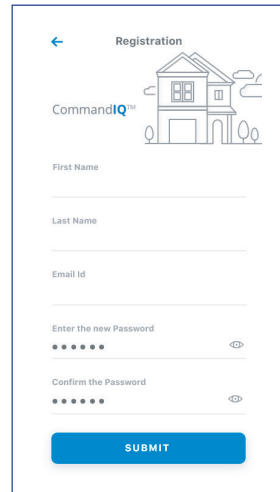 Registration
CommandIQ™
First Name
Last Name
Email Id
Enter the new Password
Confirm the Password
SUBMIT